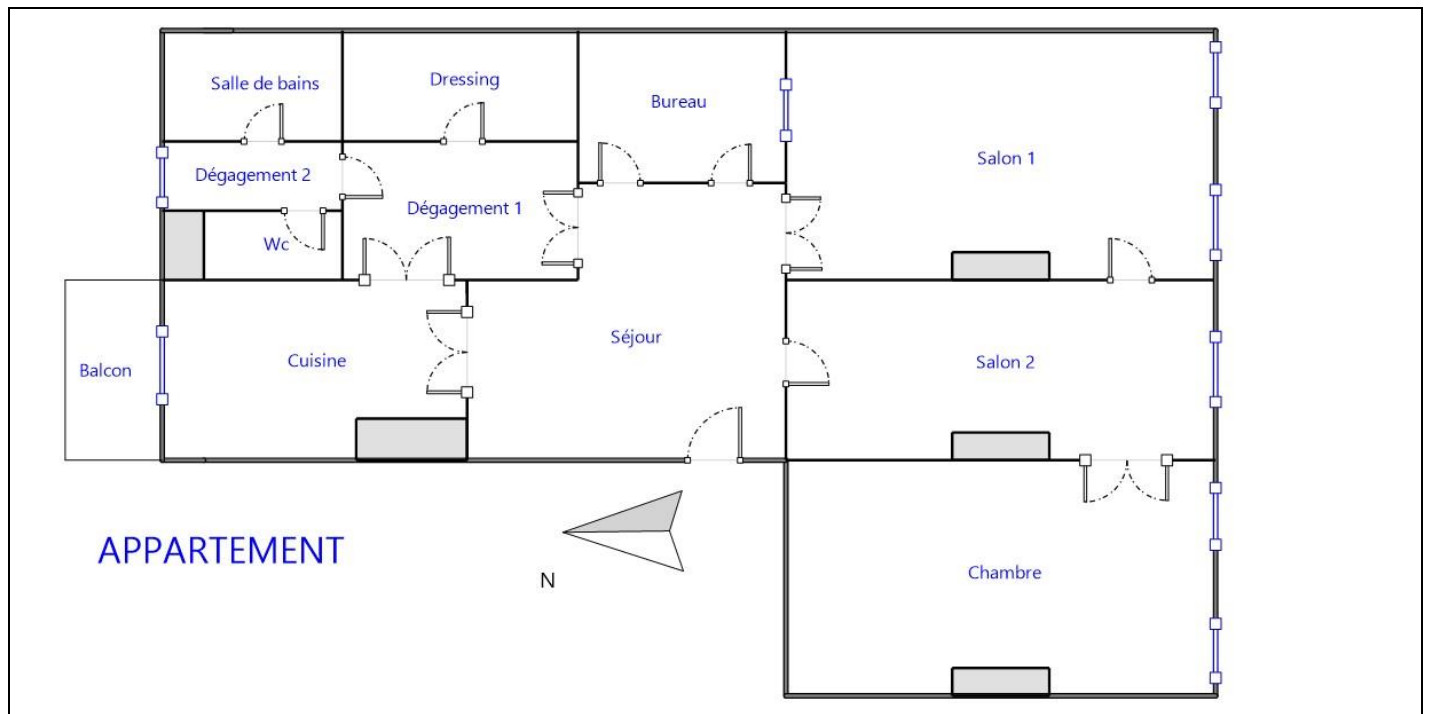 Salle de bains
Dressing
Bureau
Salon 1
Dégagement 2
Dégagement 1
Wc
Séjour
Cuisine
Salon 2
Balcon
APPARTEMENT
N
Chambre